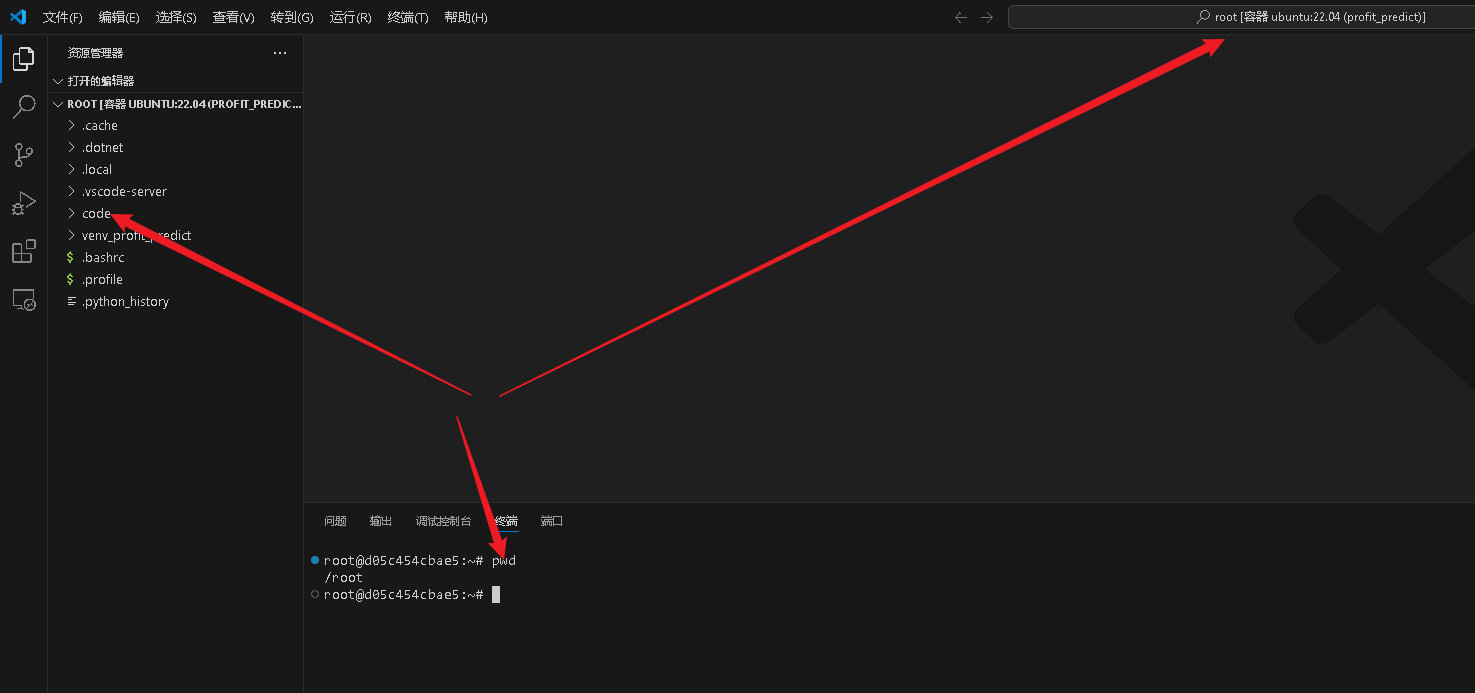 文件(F) 编辑(E) 选择(S) 查看(V) 转到(G) 运行(R) 终端(T) 帮助(H)
root [容器 ubuntu:22.04 (profit_predict)]
资源管理器 ···
打开的编辑器
ROOT [容器 UBUNTU:22.04 (PROFIT_PREDIC...
.cache
.dotnet
.local
.vscode-server
code
venv_profit_predict
$ .bashrc
$ .profile
.python_history
问题 输出 调试控制台 终端 端口
root@d05c454cbae5:~# pwd
/root
root@d05c454cbae5:~#